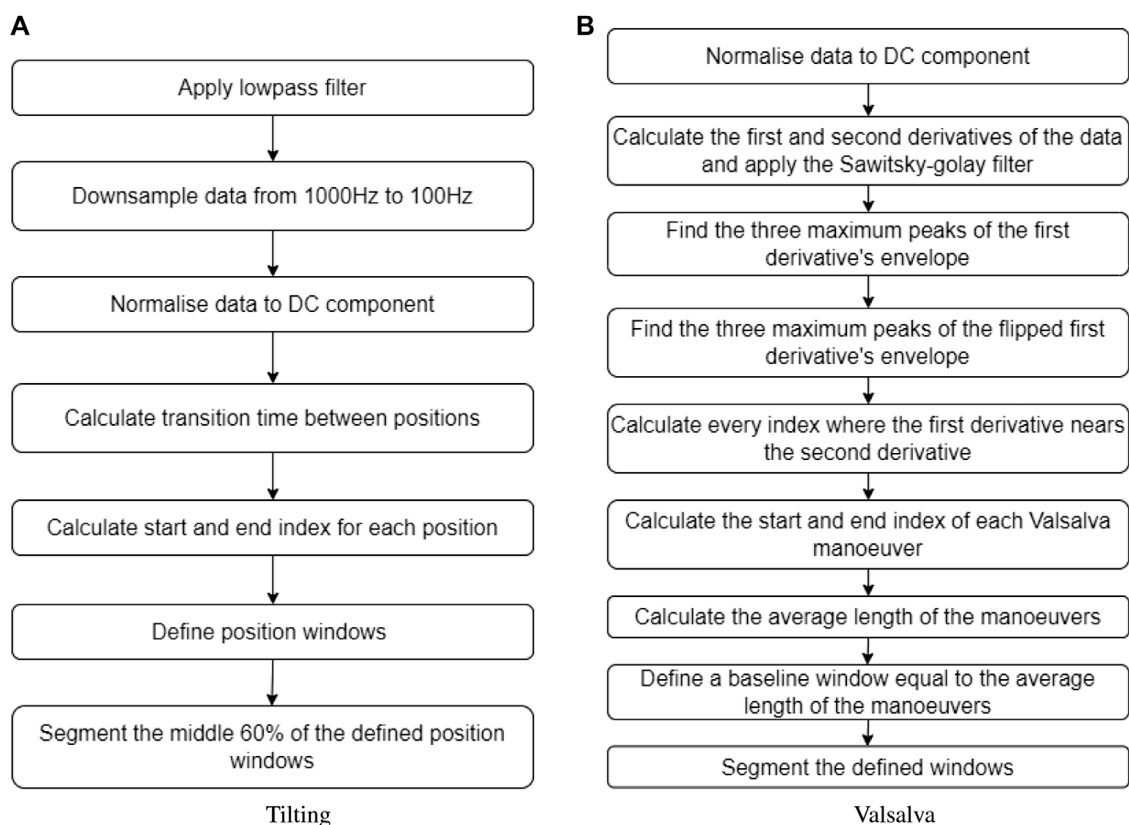 A
Apply lowpass filter
Downsample data from 1000Hz to 100Hz
Normalise data to DC component
Calculate transition time between positions
Calculate start and end index for each position
Define position windows
Segment the middle 60% of the defined position
windows
Tilting
B
Normalise data to DC component
Calculate the first and second derivatives of the data
and apply the Sawitsky-golay filter
Find the three maximum peaks of the first
derivative's envelope
Find the three maximum peaks of the flipped first
derivative's envelope
Calculate every index where the first derivative nears
the second derivative
Calculate the start and end index of each Valsalva
manoeuver
Calculate the average length of the manoeuvers
Define a baseline window equal to the average
length of the manoeuvers
Segment the defined windows
Valsalva